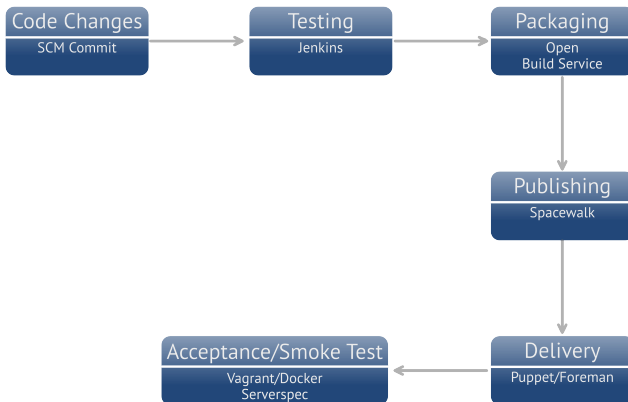 Code Changes
SCM Commit
Testing
Jenkins
Packaging
Open
Build Service
Publishing
Spacewalk
Delivery
Puppet/Foreman
Acceptance/Smoke Test
Vagrant/Docker
Serverspec